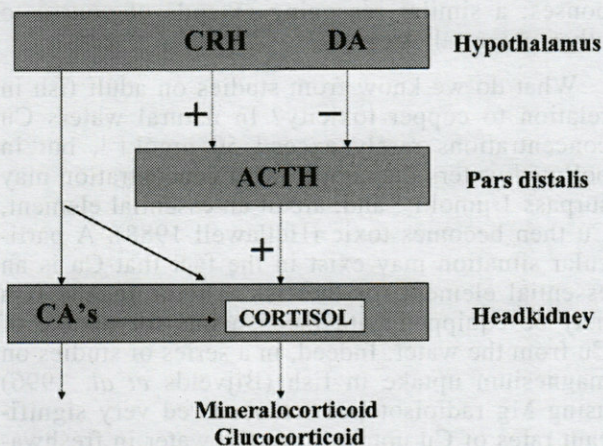 CRH DA Hypothalamus
+ −
ACTH Pars distalis
+
CA's CORTISOL Headkidney
Mineralocorticoid
Glucocorticoid